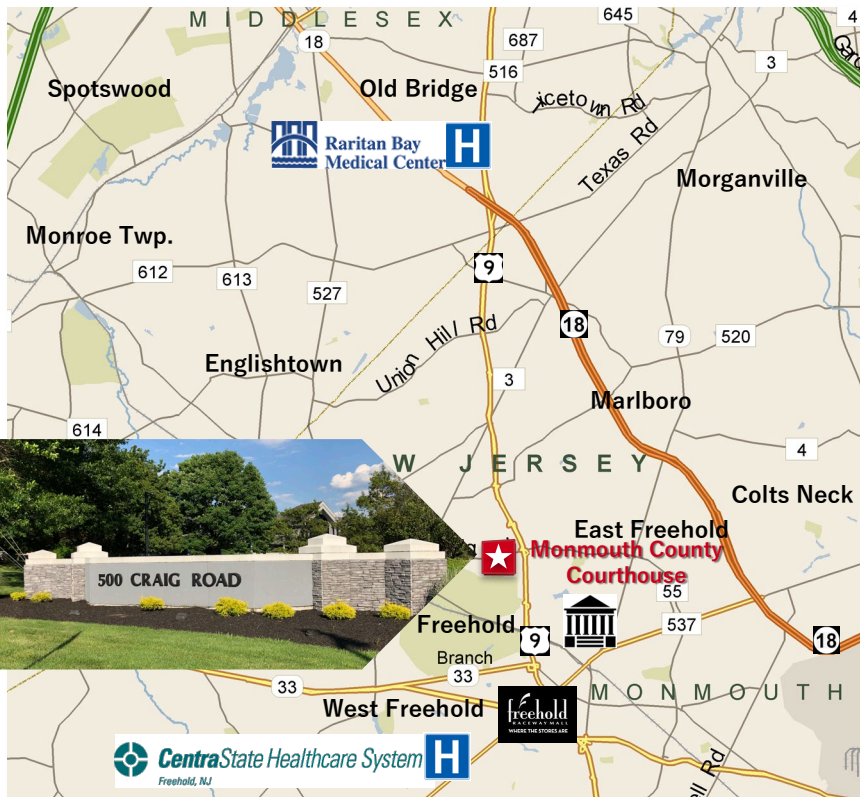 MIDDLESEX
645
4
18
687
516
3
Spotswood
Old Bridge
Texas Rd
Raritan Bay
Medical Center
H
Morganville
Monroe Twp.
612
613
527
9
18
79
520
Union Hill Rd
Englishtown
3
Marlboro
614
4
W JERSEY
Colts Neck
East Freehold
Monmouth County
Courthouse
500 CRAIG ROAD
55
537
Freehold
9
18
Branch
33
33
West Freehold
MONMOUTH
freehold
RACEWAY MALL
WHERE THE STORES ARE
CentraState Healthcare System
H
Freehold, NJ